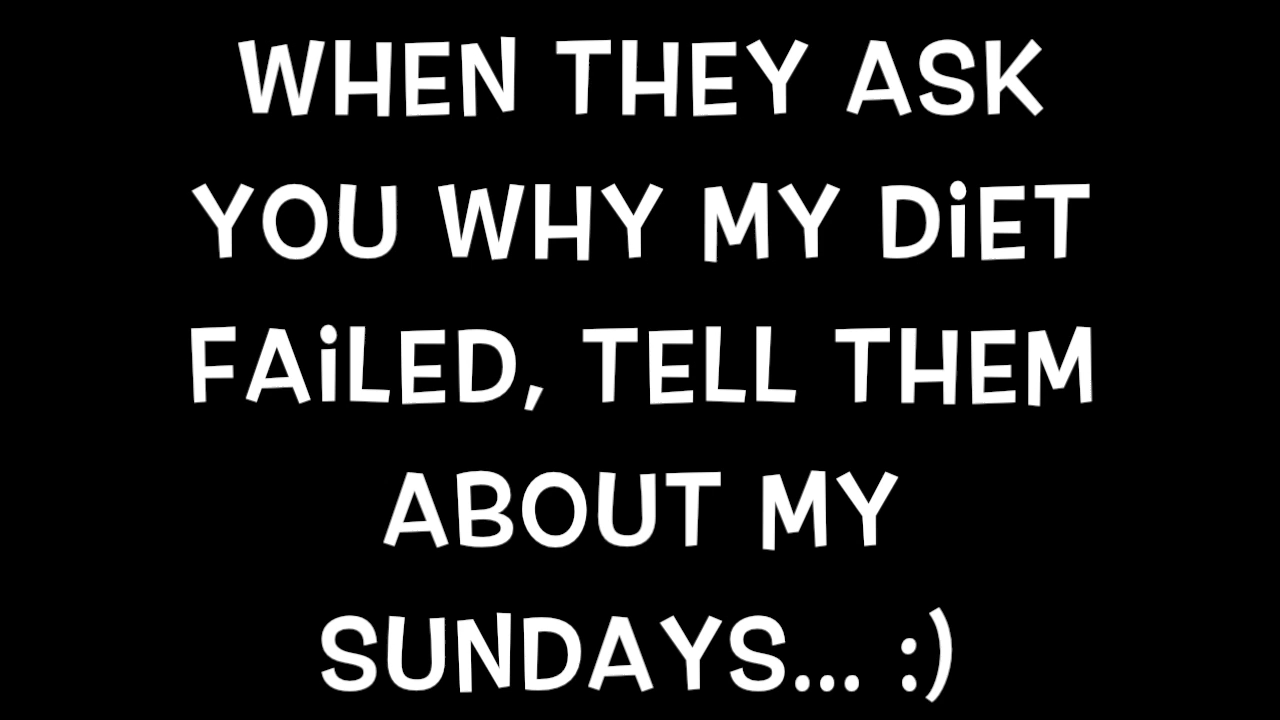 WHEN THEY ASK
YOU WHY MY DiET
FAiLED, TELL THEM
ABOUT MY
SUNDAYS... :)